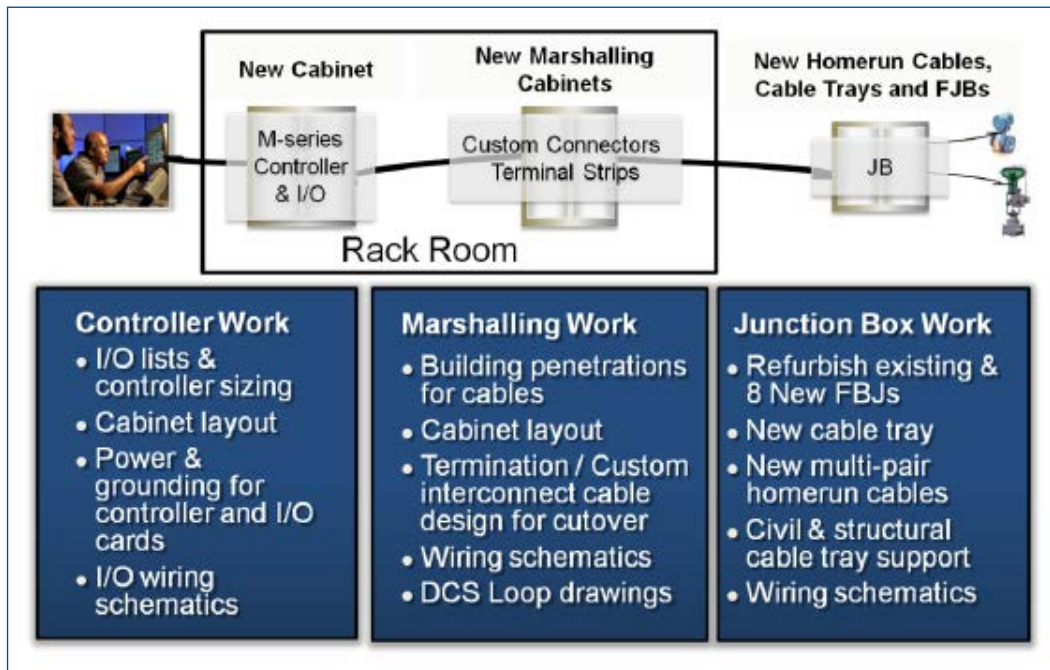 New Cabinet
New Marshalling
Cabinets
New Homerun Cables,
Cable Trays and FJBs
M-series
Controller
& I/O
Custom Connectors
Terminal Strips
JB
Rack Room
Controller Work
• I/O lists &
controller sizing
• Cabinet layout
• Power &
grounding for
controller and I/O
cards
• I/O wiring
schematics
Marshalling Work
• Building penetrations
for cables
• Cabinet layout
• Termination / Custom
interconnect cable
design for cutover
• Wiring schematics
• DCS Loop drawings
Junction Box Work
• Refurbish existing &
8 New FBJs
• New cable tray
• New multi-pair
homerun cables
• Civil & structural
cable tray support
• Wiring schematics